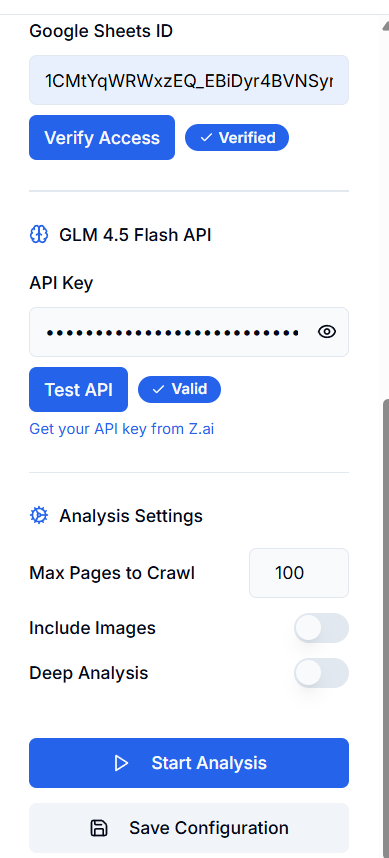 Google Sheets ID
1CMtYqWRWxzEQ_EBiDyr4BVNSyr
Verify Access
Verified
GLM 4.5 Flash API
API Key
••••••••••••••••••••••••••
Test API
Valid
Get your API key from Z.ai
Analysis Settings
Max Pages to Crawl
100
Include Images
Deep Analysis
Start Analysis
Save Configuration